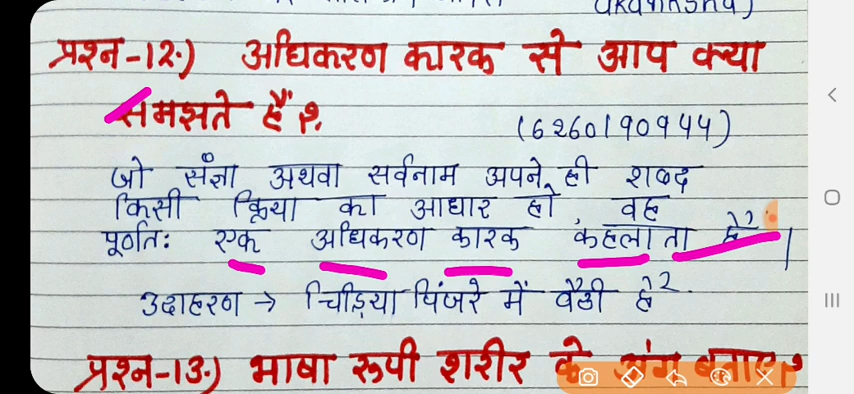 प्रश्न-12.) अधिकरण कारक से आप क्या
समझते हैं?
(6260190944)
जो संज्ञा अथवा सर्वनाम अपने ही शब्द
किसी क्रिया का आधार हो, वह
पूर्णतः एक अधिकरण कारक कहलाता है।
उदाहरण → चिड़िया पिंजरे में बैठी है
प्रश्न-13.) भाषा रूपी शरीर के अंग बताए?